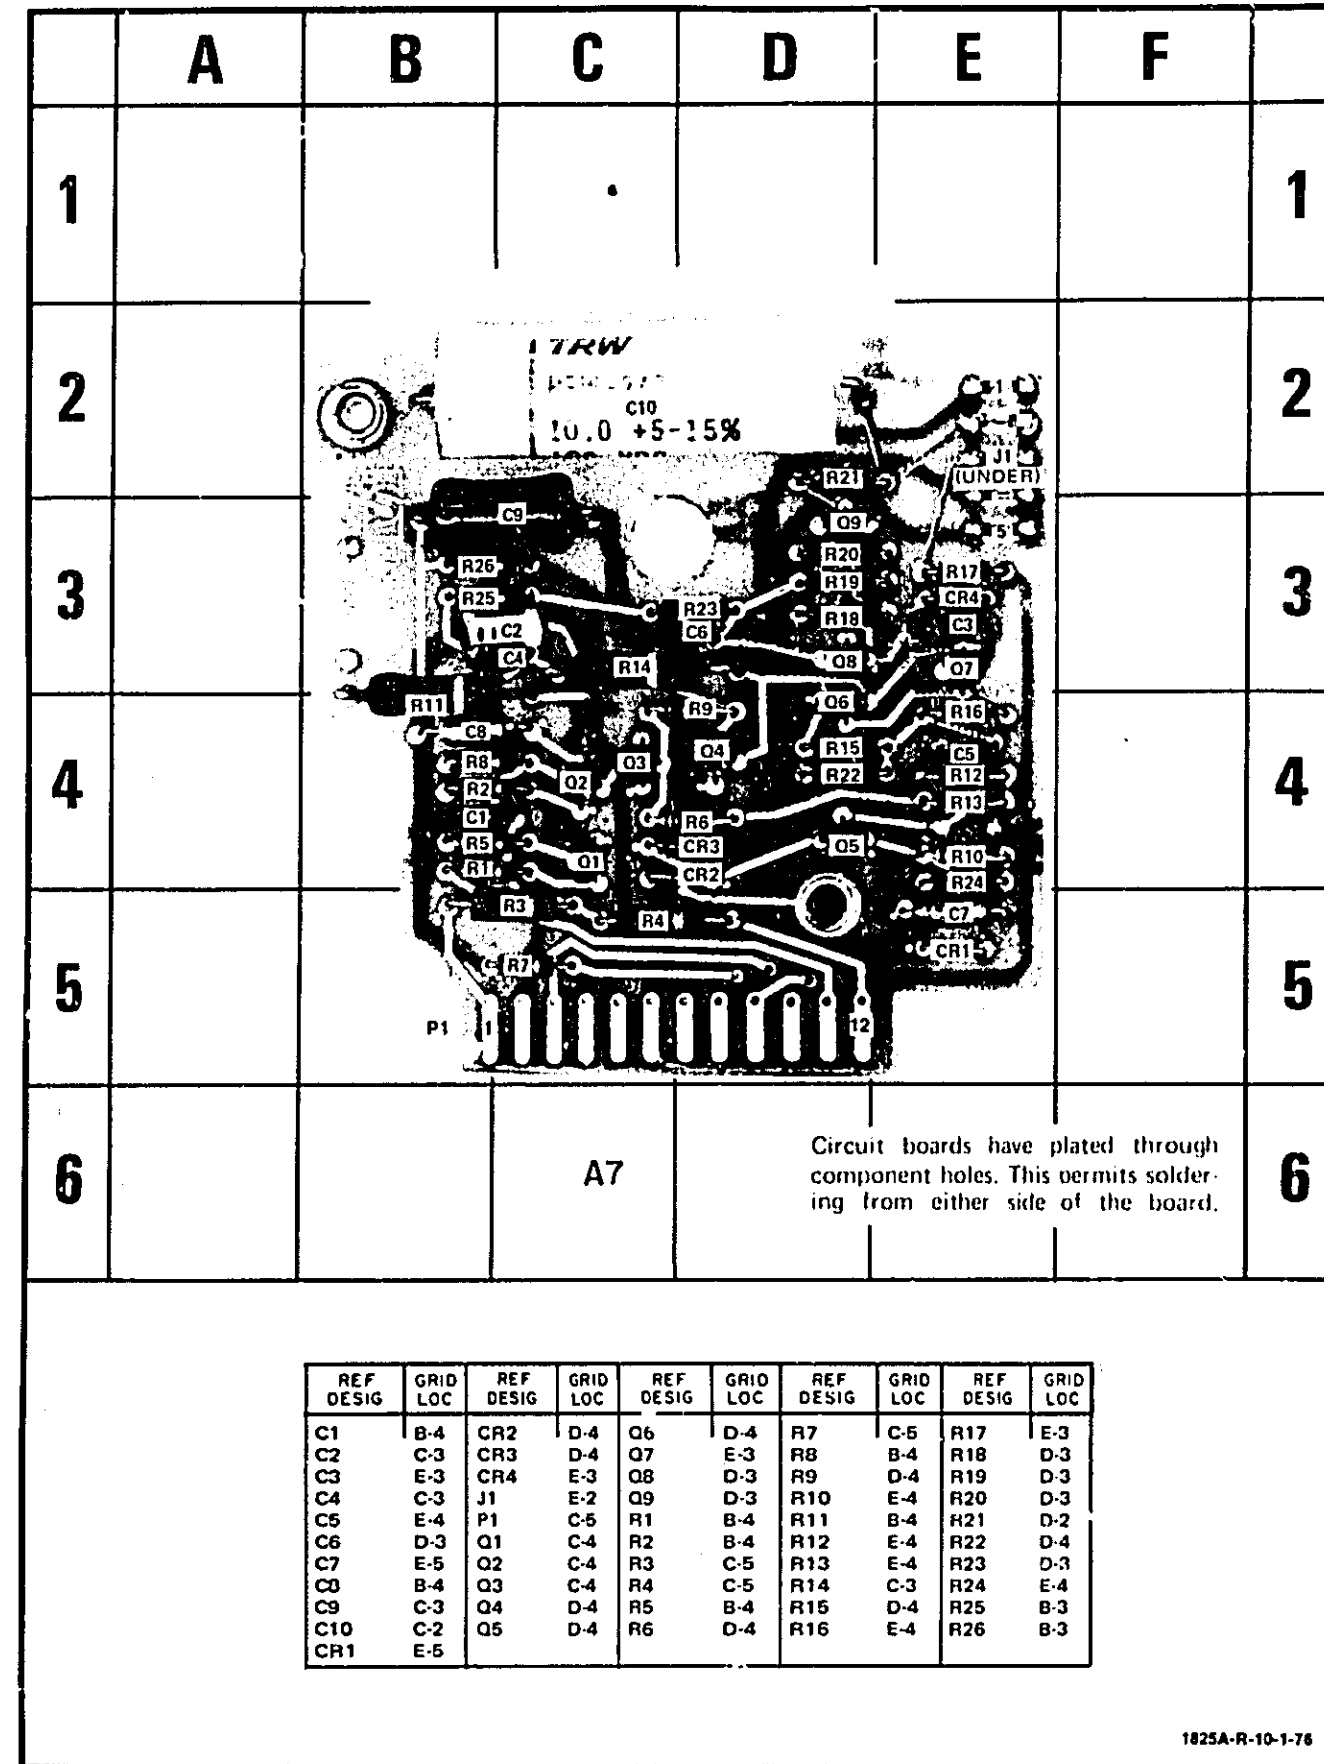 A B C D E F
1 1
TRW
2 2
C10
10.0 +5-15%
1
J1
(UNDER)
R21
C9
Q9
5
R20
R26
R17
R19
3 3
R25
CR4
R23
R18
C3
C6
C2
C4
R14
Q8
Q7
R11
R9
Q6
R16
C8
Q4
R15
C5
Q3
R8
R22
R12
4 4
Q2
R2
R13
C1
R6
R5
CR3
Q5
R10
Q1
R1
CR2
R24
R3
R4
C7
CR1
R7
5 5
P1 1 12
Circuit boards have plated through
6 A7 component holes. This permits solder- 6
ing from either side of the board.
REF DESIG GRID LOC REF DESIG GRID LOC REF DESIG GRID LOC REF DESIG GRID LOC REF DESIG GRID LOC
C1 B-4 CR2 D-4 Q6 D-4 R7 C-5 R17 E-3
C2 C-3 CR3 D-4 Q7 E-3 R8 B-4 R18 D-3
C3 E-3 CR4 E-3 Q8 D-3 R9 D-4 R19 D-3
C4 C-3 J1 E-2 Q9 D-3 R10 E-4 R20 D-3
C5 E-4 P1 C-5 R1 B-4 R11 B-4 R21 D-2
C6 D-3 Q1 C-4 R2 B-4 R12 E-4 R22 D-4
C7 E-5 Q2 C-4 R3 C-5 R13 E-4 R23 D-3
C8 B-4 Q3 C-4 R4 C-5 R14 C-3 R24 E-4
C9 C-3 Q4 D-4 R5 B-4 R15 D-4 R25 B-3
C10 C-2 Q5 D-4 R6 D-4 R16 E-4 R26 B-3
CR1 E-5
1825A-R-10-1-76